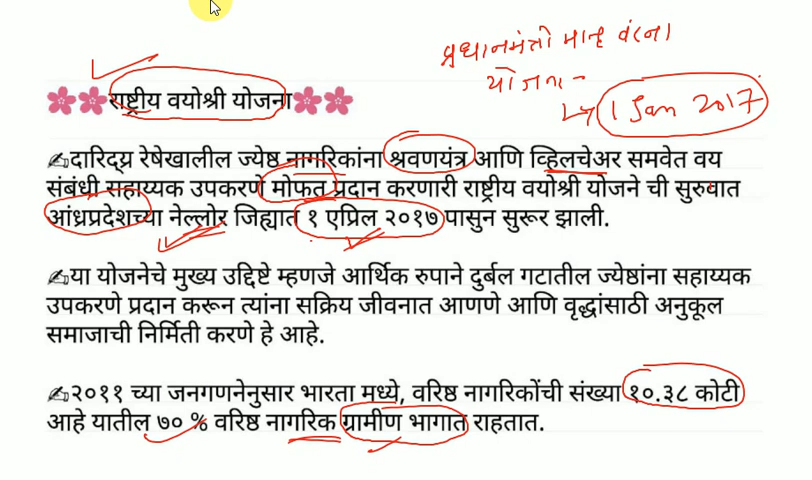 प्रधानमंत्री मातृ वंदना
योजना -
↳ 1 Jan 2017
🌸🌸राष्ट्रीय वयोश्री योजना🌸🌸
✍दारिद्य्र रेषेखालील ज्येष्ठ नागरिकांना श्रवणयंत्र आणि व्हिलचेअर समवेत वय
संबंधी सहाय्यक उपकरणे मोफत प्रदान करणारी राष्ट्रीय वयोश्री योजने ची सुरुवात
आंध्रप्रदेशच्या नेल्लोर जिह्यात १ एप्रिल २०१७ पासुन सुरूर झाली.
✍या योजनेचे मुख्य उद्दिष्टे म्हणजे आर्थिक रुपाने दुर्बल गटातील ज्येष्ठांना सहाय्यक
उपकरणे प्रदान करून त्यांना सक्रिय जीवनात आणणे आणि वृद्धांसाठी अनुकूल
समाजाची निर्मिती करणे हे आहे.
✍२०११ च्या जनगणनेनुसार भारता मध्ये, वरिष्ठ नागरिकोंची संख्या १०.३८ कोटी
आहे यातील ७० % वरिष्ठ नागरिक ग्रामीण भागात राहतात.